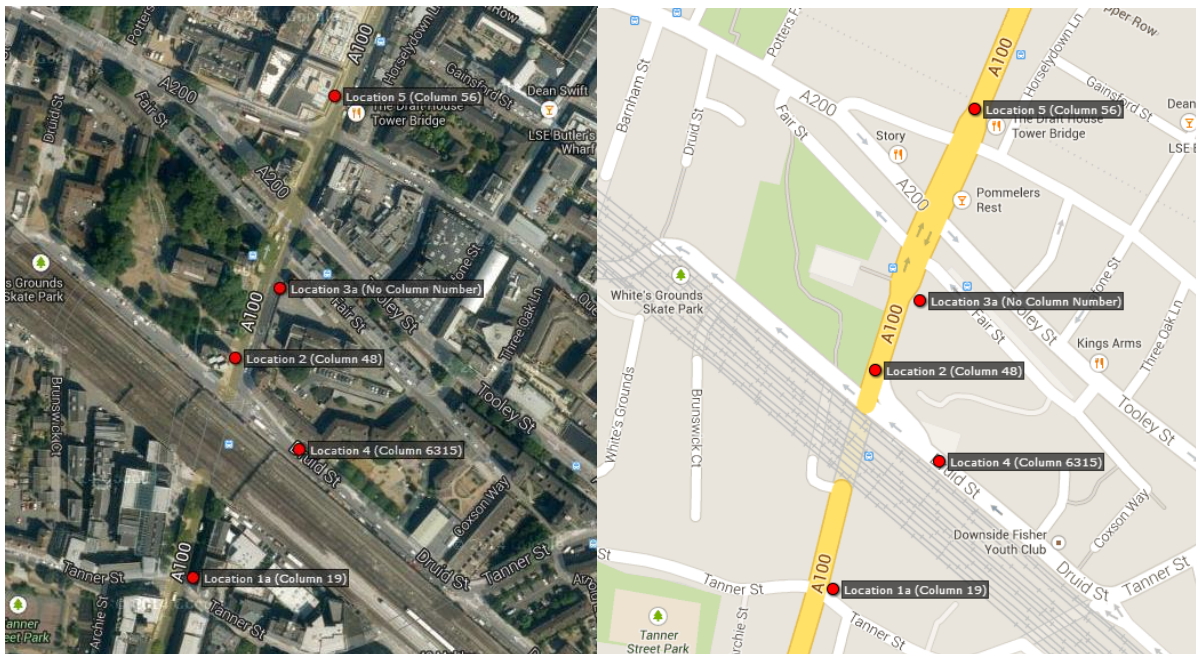 Potters F
A100
Horselydown Ln
A200
Gainsford St
Dean Swift
Druid St
Fair St
Location 5 (Column 56)
The Draft House
Tower Bridge
LSE Butler's
Wharf
A200
s Grounds
Skate Park
A100
Location 3a (No Column Number)
Fair St
Tooley St
Three Oak Ln
Location 2 (Column 48)
Brunswick Ct
Tooley St
Location 4 (Column 6315)
Druid St
Coxson Way
A100
Druid St
Tanner St
Tanner St
Location 1a (Column 19)
Tanner
Street Park
Archie St
Tanner St
Potters F
Upper Row
A100
Horselydown Ln
Barnham St
Gainsford St
A200
Druid St
Fair St
Location 5 (Column 56)
The Draft House
Tower Bridge
Dean
LSE B
Story
A200
Pommelers
Rest
White's Grounds
Skate Park
Location 3a (No Column Number)
A100
Fair St
Tooley St
Three Oak Ln
Kings Arms
Location 2 (Column 48)
White's Grounds
Brunswick Ct
Tooley St
Location 4 (Column 6315)
Druid St
Coxson Way
Downside Fisher
Youth Club
St
Tanner St
A100
Location 1a (Column 19)
Druid St
Tanner St
Tanner
Street Park
Archie St
Tanner St